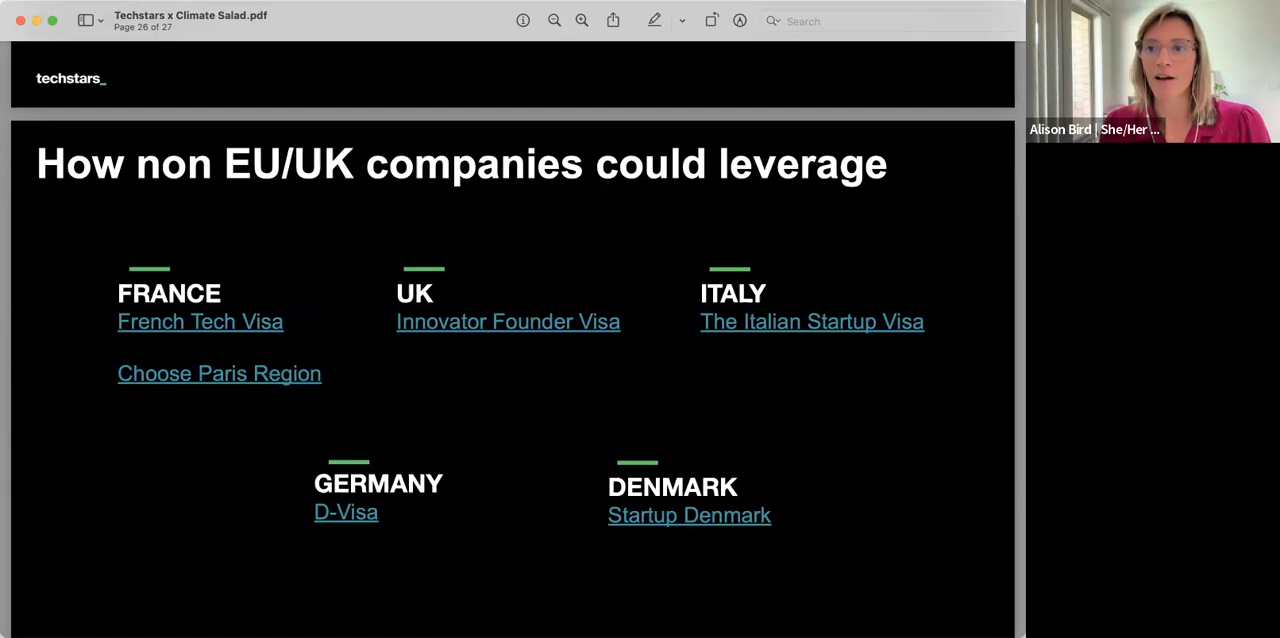 Techstars x Climate Salad.pdf
Page 26 of 27
Search
Alison Bird | She/Her ...
techstars_
How non EU/UK companies could leverage
FRANCE
French Tech Visa
Choose Paris Region
UK
Innovator Founder Visa
ITALY
The Italian Startup Visa
GERMANY
D-Visa
DENMARK
Startup Denmark